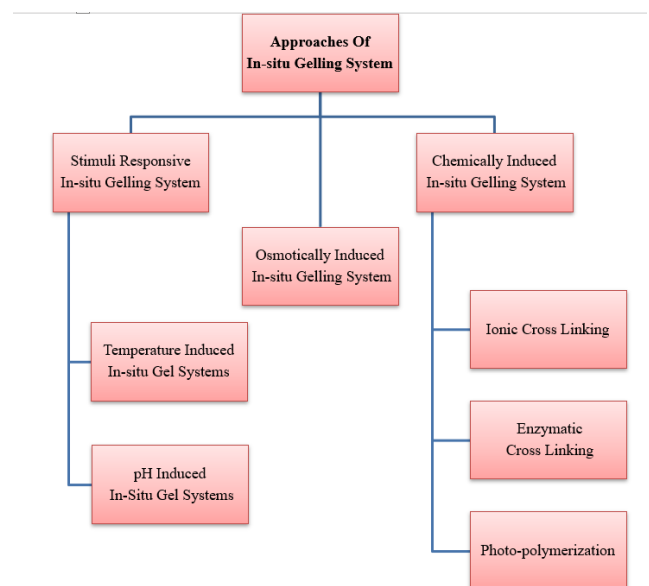 Approaches Of
In-situ Gelling System
Stimuli Responsive
In-situ Gelling System
Chemically Induced
In-situ Gelling System
Osmotically Induced
In-situ Gelling System
Temperature Induced
In-situ Gel Systems
pH Induced
In-Situ Gel Systems
Ionic Cross Linking
Enzymatic
Cross Linking
Photo-polymerization